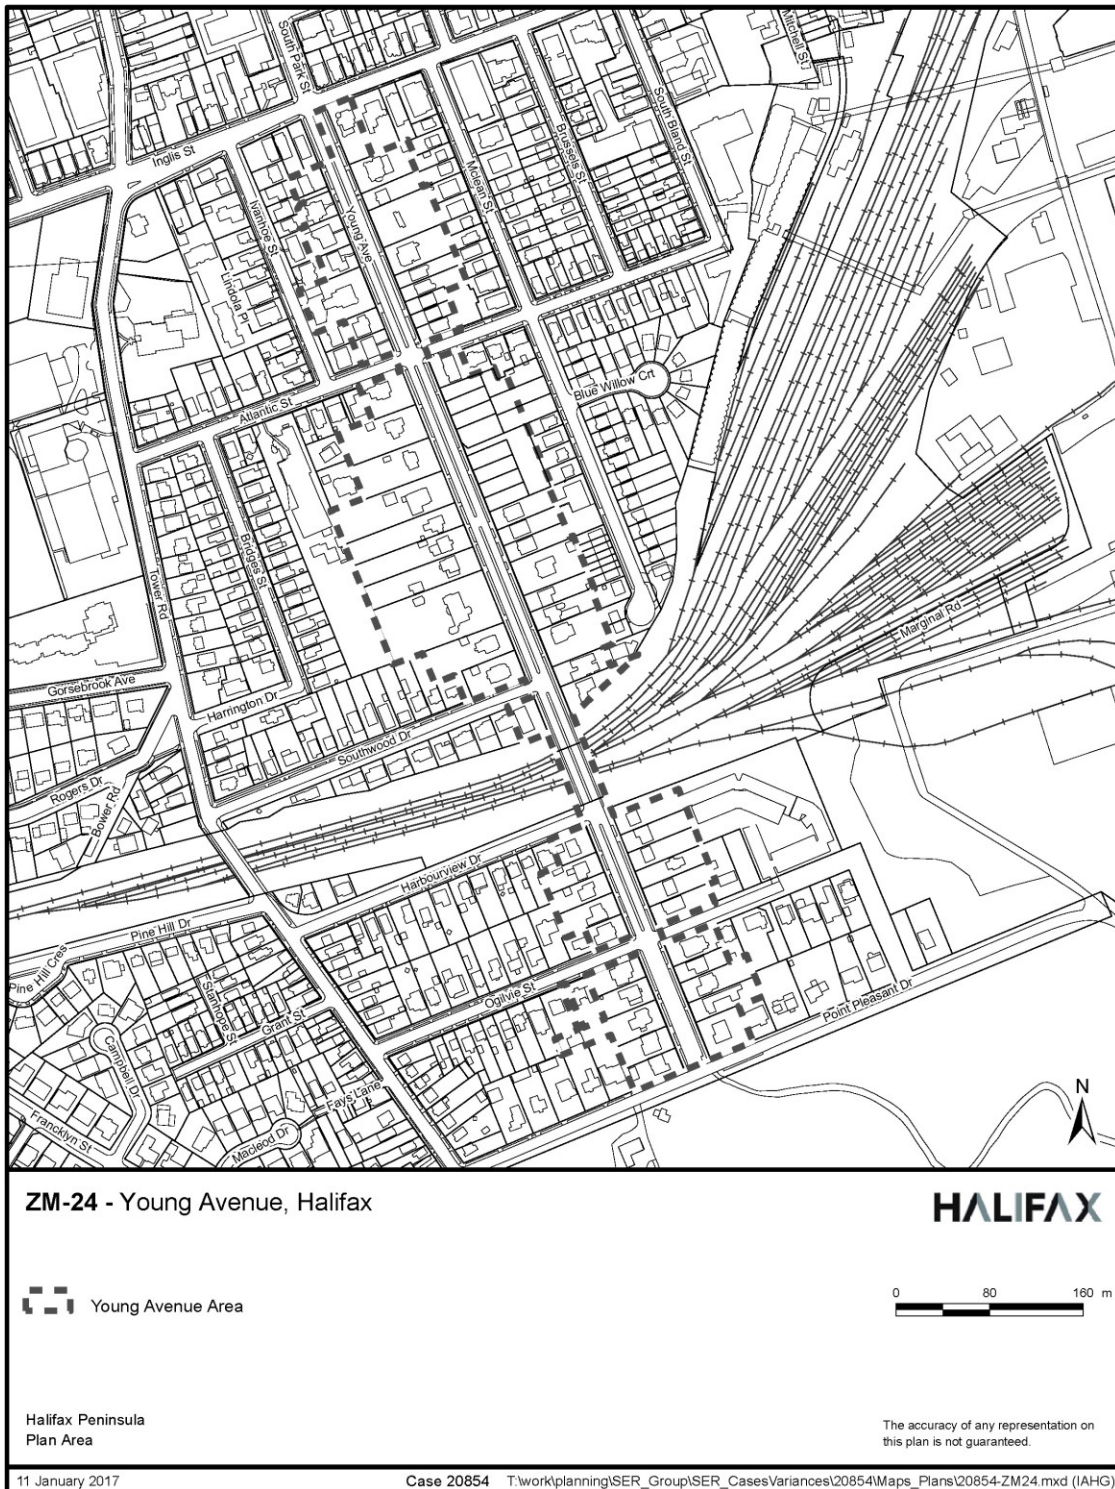 South Park St
Mitchell St
Inglis St
Brussels St
South Bland St
Mclean St
Ivanhoe St
Young Ave
Lindola Pl
Blue Willow Crt
Atlantic St
Bridges St
Tower Rd
Marginal Rd
Gorsebrook Ave
Harrington Dr
Southwood Dr
Rogers Dr
Bower Rd
Harbourview Dr
Pine Hill Dr
Pine Hill Cres
Stanhope St
Grant St
Ogilvie St
Point Pleasant Dr
Campbell Dr
Fays Lane
Francklyn St
Macleod Dr
N
ZM-24 - Young Avenue, Halifax
HALIFAX
Young Avenue Area
0 80 160 m
Halifax Peninsula
Plan Area
The accuracy of any representation on
this plan is not guaranteed.
11 January 2017 Case 20854 T:\work\planning\SER_Group\SER_CasesVariances\20854\Maps_Plans\20854-ZM24.mxd (IAHG)